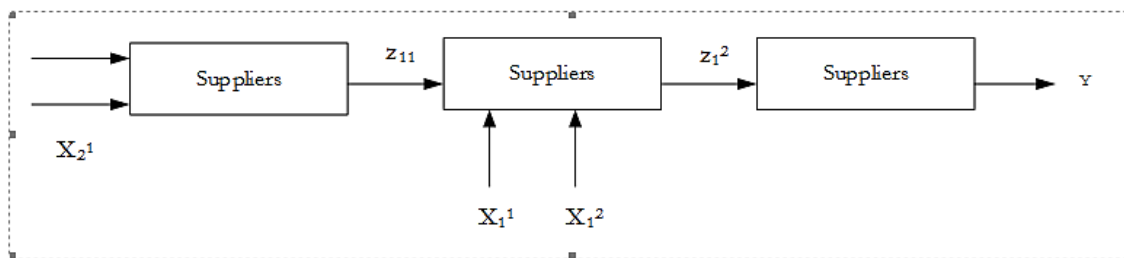 Suppliers
z₁₁
Suppliers
z₁²
Suppliers
Y
X₂¹
X₁¹
X₁²